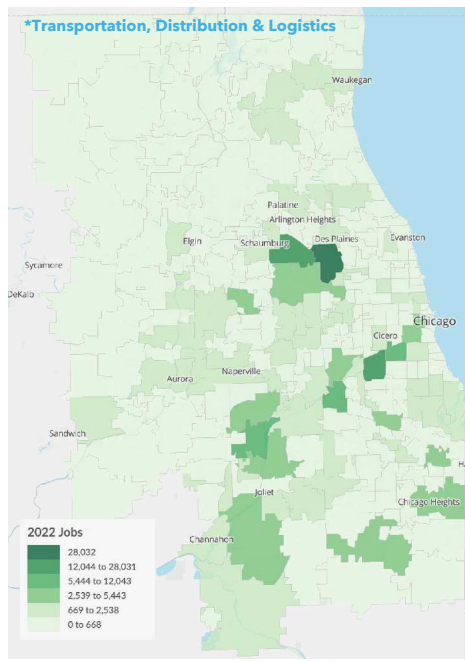 *Transportation, Distribution & Logistics
Waukegan
Palatine
Arlington Heights
Elgin
Schaumburg
Des Plaines
Evanston
Sycamore
DeKalb
Chicago
Cicero
Naperville
Aurora
Sandwich
Joliet
Chicago Heights
Channahon
2022 Jobs
28,032
12,044 to 28,031
5,444 to 12,043
2,539 to 5,443
669 to 2,538
0 to 668